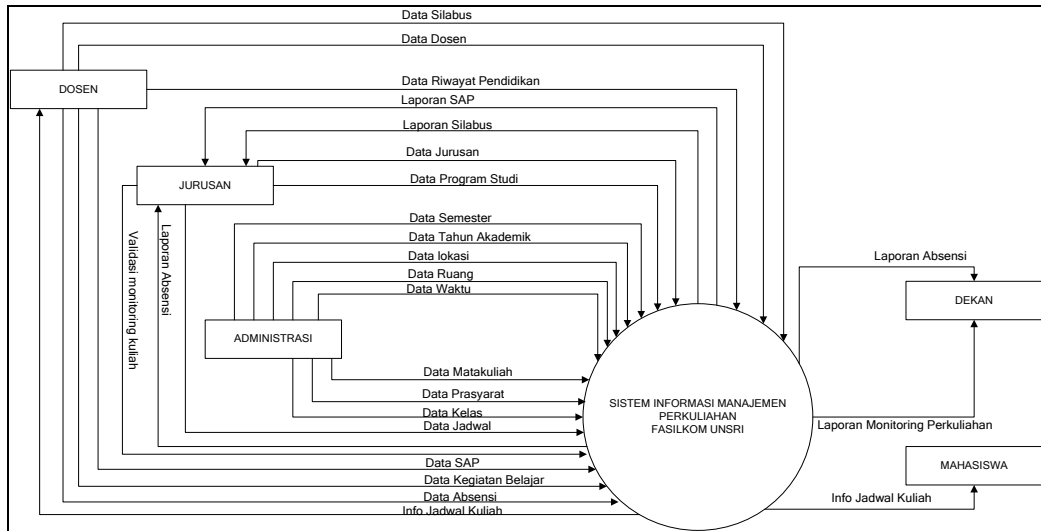 Data Silabus
Data Dosen
DOSEN
Data Riwayat Pendidikan
Laporan SAP
Laporan Silabus
Data Jurusan
JURUSAN
Data Program Studi
Validasi monitoring kuliah
Laporan Absensi
Data Semester
Data Tahun Akademik
Data lokasi
Data Ruang
Data Waktu
ADMINISTRASI
Laporan Absensi
DEKAN
Data Matakuliah
Data Prasyarat
Data Kelas
Data Jadwal
SISTEM INFORMASI MANAJEMEN
PERKULIAHAN
FASILKOM UNSRI
Laporan Monitoring Perkuliahan
MAHASISWA
Data SAP
Data Kegiatan Belajar
Data Absensi
Info Jadwal Kuliah
Info Jadwal Kuliah